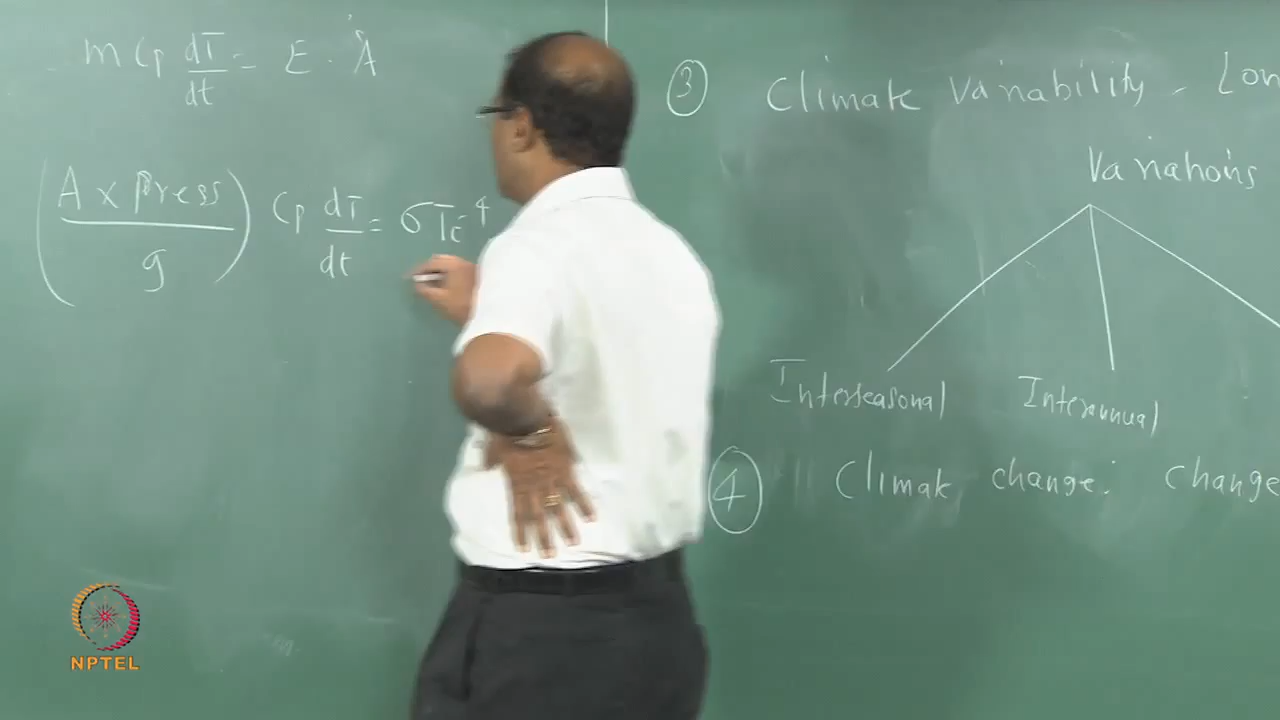 m Cp dT/dt = E · A
(A x Press / g) Cp dT/dt = σ Te⁴
③ Climate Variability - Lon
Variations
Interseasonal Interannual
④ Climate change: change
NPTEL